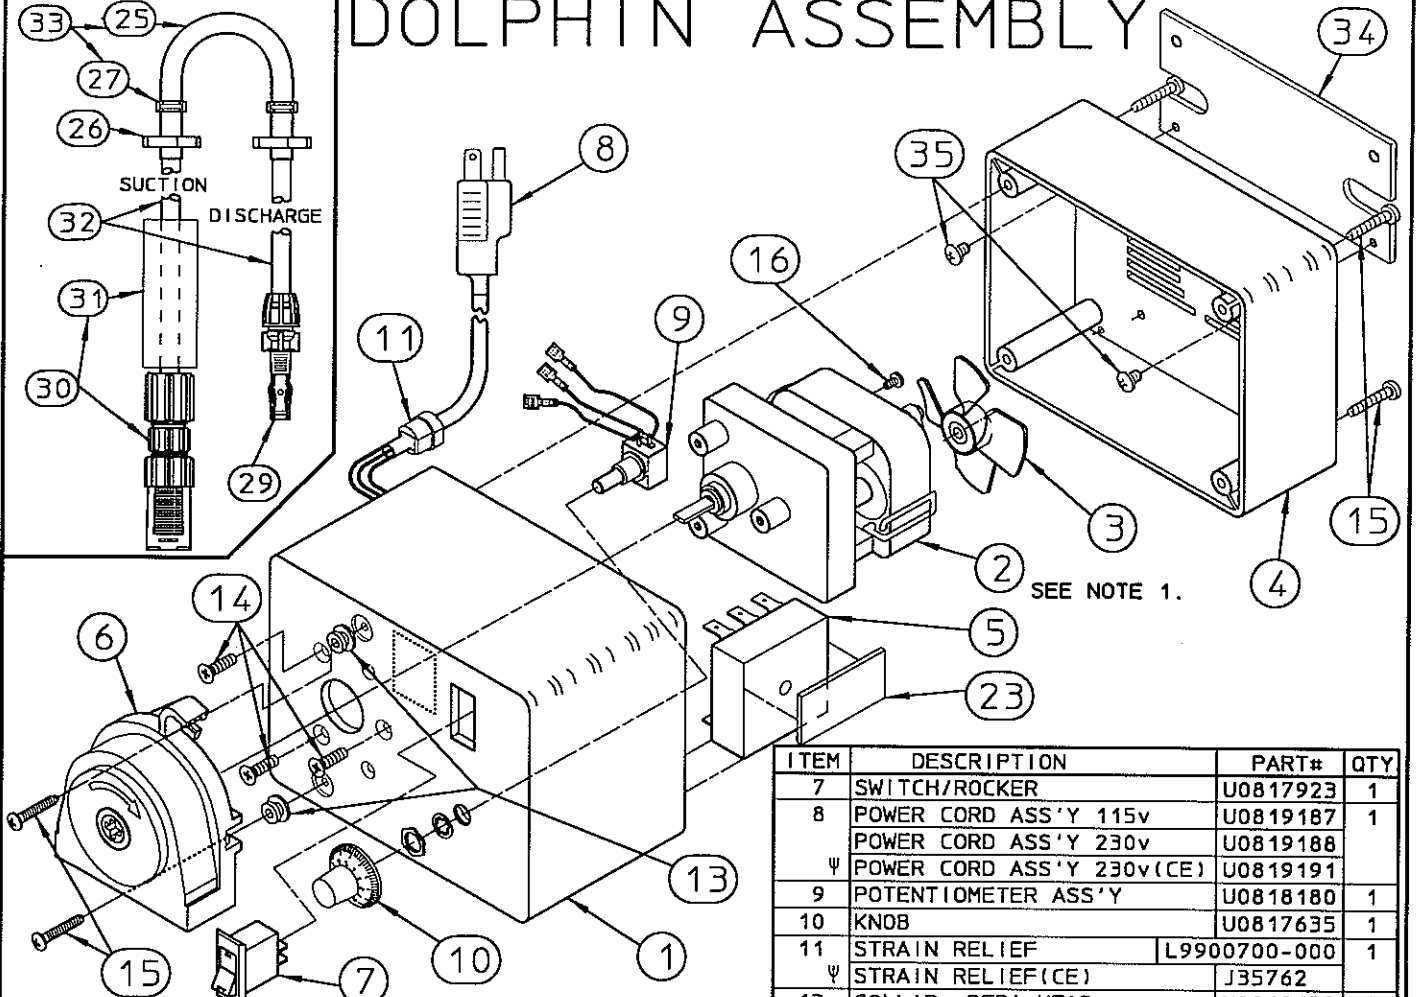 DOLPHIN ASSEMBLY
33
25
34
27
26
8
35
SUCTION
DISCHARGE
32
16
31
9
11
30
29
3
15
2
4
SEE NOTE 1.
14
5
6
23
13
10
1
15
7
ITEM DESCRIPTION PART# QTY
7 SWITCH/ROCKER U0817923 1
8 POWER CORD ASS'Y 115v U0819187 1
POWER CORD ASS'Y 230v U0819188
Ψ POWER CORD ASS'Y 230v(CE) U0819191
9 POTENTIOMETER ASS'Y U0818180 1
10 KNOB U0817635 1
11 STRAIN RELIEF L9900700-000 1
Ψ STRAIN RELIEF(CE) J35762